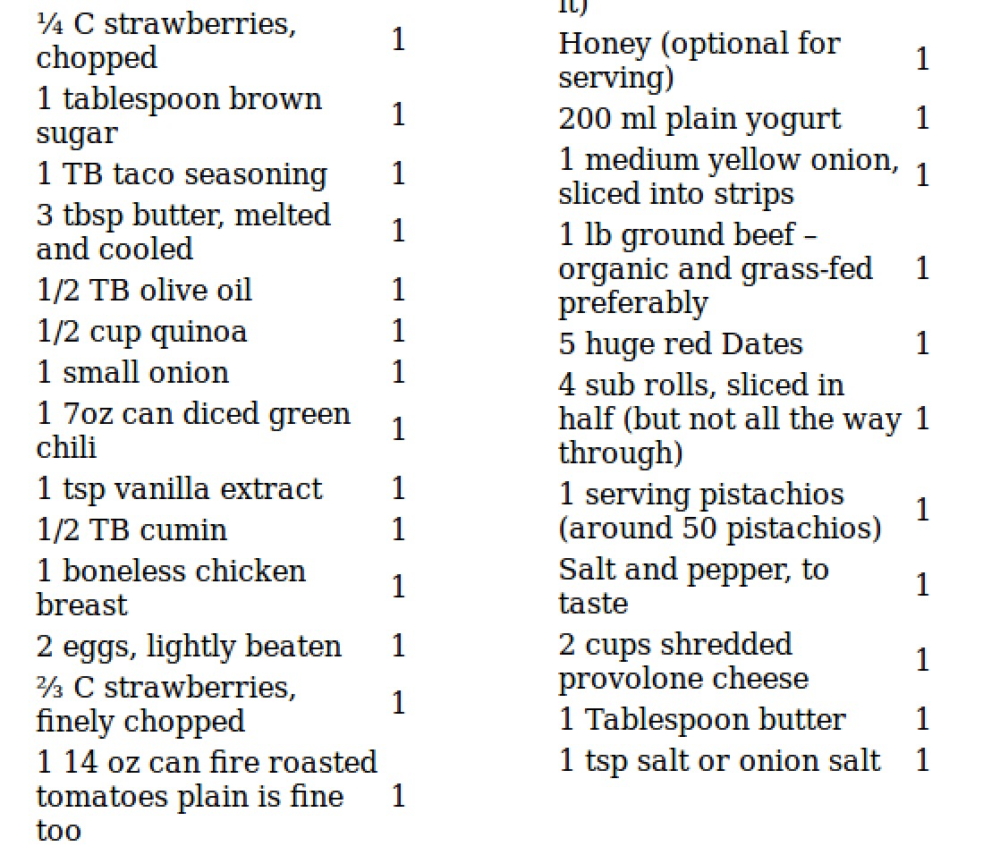 ¼ C strawberries,
chopped 1
1 tablespoon brown
sugar 1
1 TB taco seasoning 1
3 tbsp butter, melted
and cooled 1
1/2 TB olive oil 1
1/2 cup quinoa 1
1 small onion 1
1 7oz can diced green
chili 1
1 tsp vanilla extract 1
1/2 TB cumin 1
1 boneless chicken
breast 1
2 eggs, lightly beaten 1
⅔ C strawberries,
finely chopped 1
1 14 oz can fire roasted
tomatoes plain is fine 1
too
it)
Honey (optional for
serving) 1
200 ml plain yogurt 1
1 medium yellow onion,
sliced into strips 1
1 lb ground beef –
organic and grass-fed 1
preferably
5 huge red Dates 1
4 sub rolls, sliced in
half (but not all the way 1
through)
1 serving pistachios
(around 50 pistachios) 1
Salt and pepper, to
taste 1
2 cups shredded
provolone cheese 1
1 Tablespoon butter 1
1 tsp salt or onion salt 1